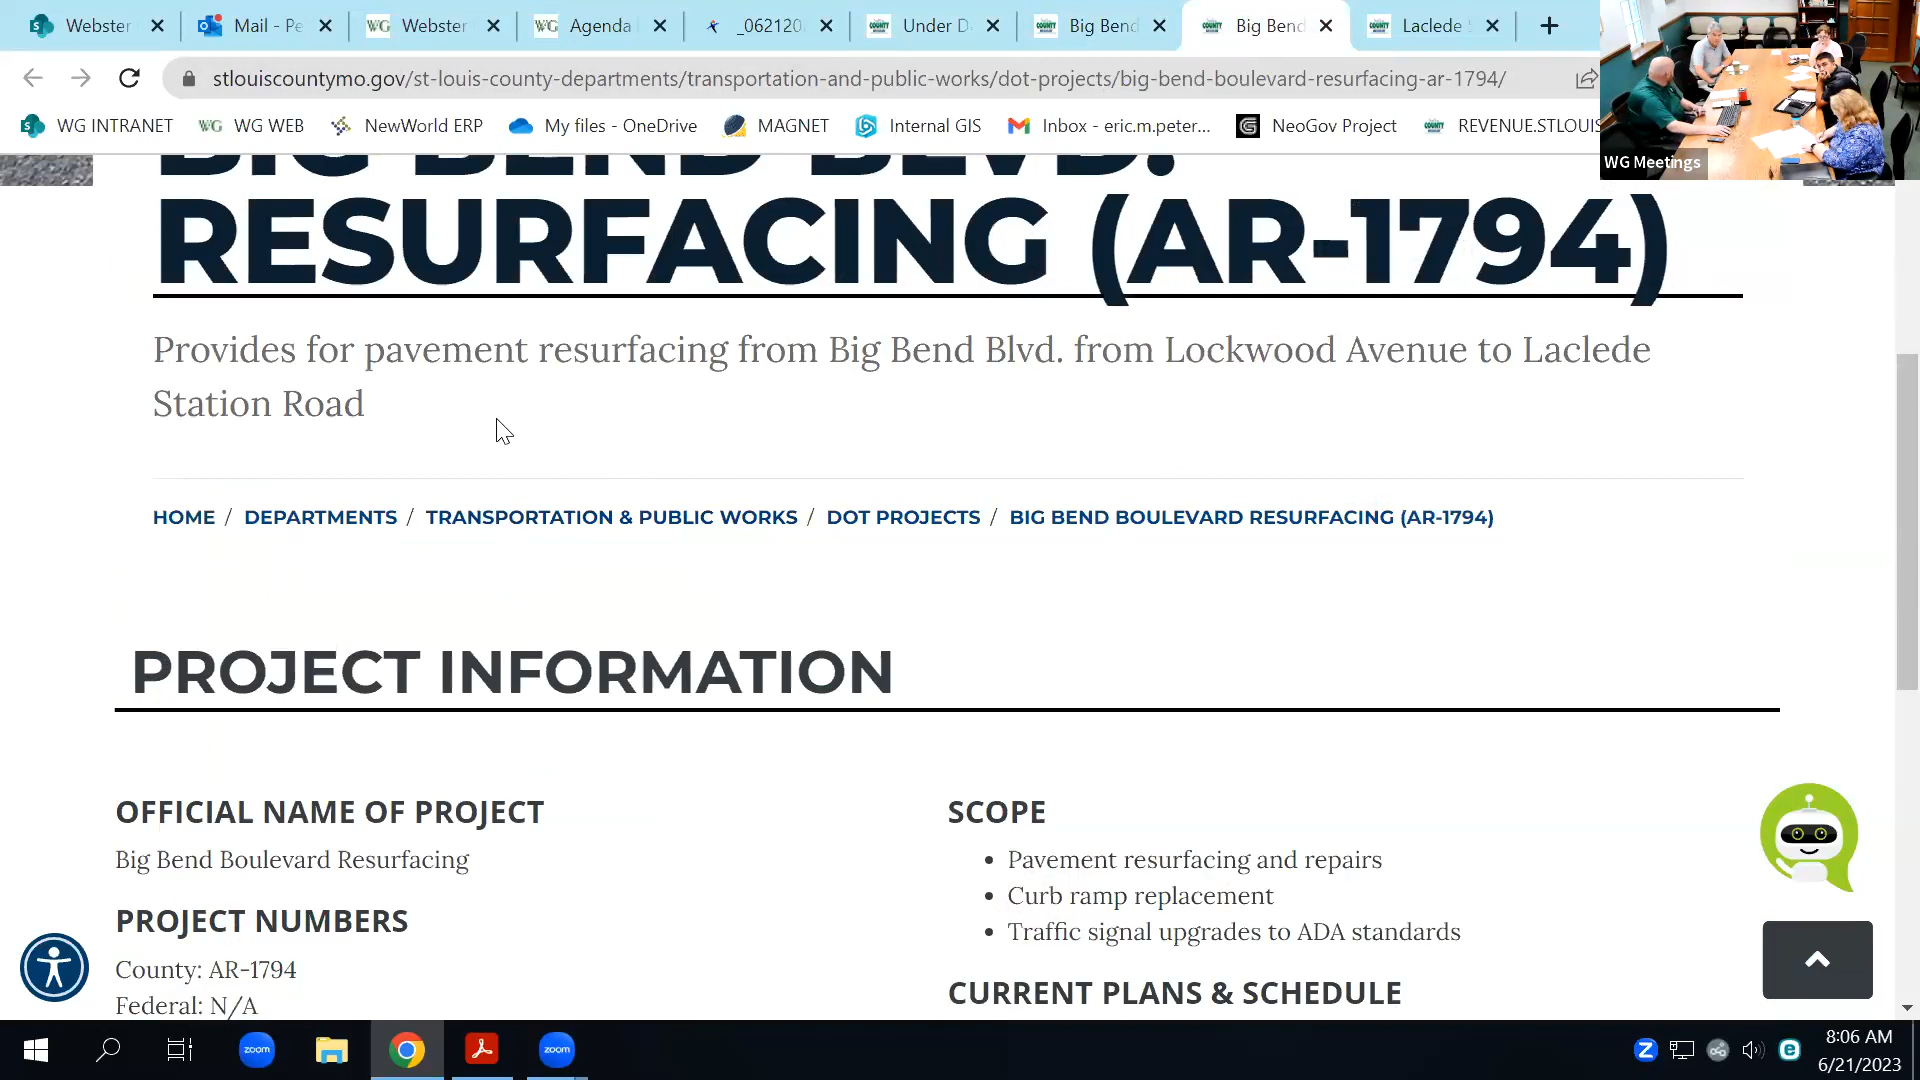 Webster
Mail - Pe
Webster
Agenda
_062120
Under D
Big Bend
Big Bend
Laclede S
stlouiscountymo.gov/st-louis-county-departments/transportation-and-public-works/dot-projects/big-bend-boulevard-resurfacing-ar-1794/
WG INTRANET
WG WEB
NewWorld ERP
My files - OneDrive
MAGNET
Internal GIS
Inbox - eric.m.peter...
NeoGov Project
REVENUE.STLOUIS
WG Meetings
BIG BEND BLVD.
RESURFACING (AR-1794)
Provides for pavement resurfacing from Big Bend Blvd. from Lockwood Avenue to Laclede
Station Road
HOME / DEPARTMENTS / TRANSPORTATION & PUBLIC WORKS / DOT PROJECTS / BIG BEND BOULEVARD RESURFACING (AR-1794)
PROJECT INFORMATION
OFFICIAL NAME OF PROJECT
Big Bend Boulevard Resurfacing
PROJECT NUMBERS
County: AR-1794
Federal: N/A
SCOPE
• Pavement resurfacing and repairs
• Curb ramp replacement
• Traffic signal upgrades to ADA standards
CURRENT PLANS & SCHEDULE
zoom
zoom
8:06 AM
6/21/2023